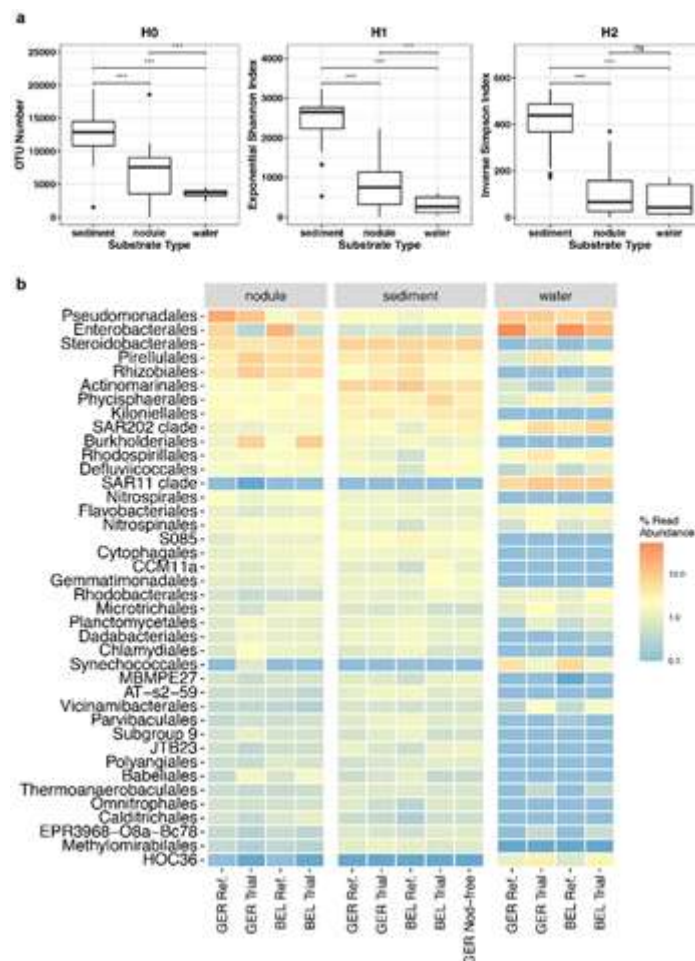 a
H0
H1
H2
OTU Number
25000
20000
15000
10000
5000
0
sediment nodule water
Substrate Type
***
***
***
Exponential Shannon Index
4000
3000
2000
1000
0
sediment nodule water
Substrate Type
***
***
***
Inverse Simpson Index
600
400
200
0
sediment nodule water
Substrate Type
ns
***
***
b
nodule sediment water
Pseudomonadales
Enterobacterales
Steroidobacterales
Pirellulales
Rhizobiales
Actinomarinales
Phycisphaerales
Kiloniellales
SAR202 clade
Burkholderiales
Rhodospirillales
Defluviicoccales
SAR11 clade
Nitrospirales
Flavobacteriales
Nitrospinales
S085
Cytophagales
CCM11a
Gemmatimonadales
Rhodobacterales
Microtrichales
Planctomycetales
Dadabacteriales
Chlamydiales
Synechococcales
MBMPE27
AT-s2-59
Vicinamibacterales
Parvibaculales
Subgroup 9
JTB23
Polyangiales
Babeliales
Thermoanaerobaculales
Omnitrophales
Calditrichales
EPR3968-O8a-Bc78
Methylomirabilales
HOC36
GER Ref.
GER Trial
BEL Ref.
BEL Trial
GER Ref.
GER Trial
BEL Ref.
BEL Trial
GER Nod-free
GER Ref.
GER Trial
BEL Ref.
BEL Trial
% Read
Abundance
10.0
1.0
0.1